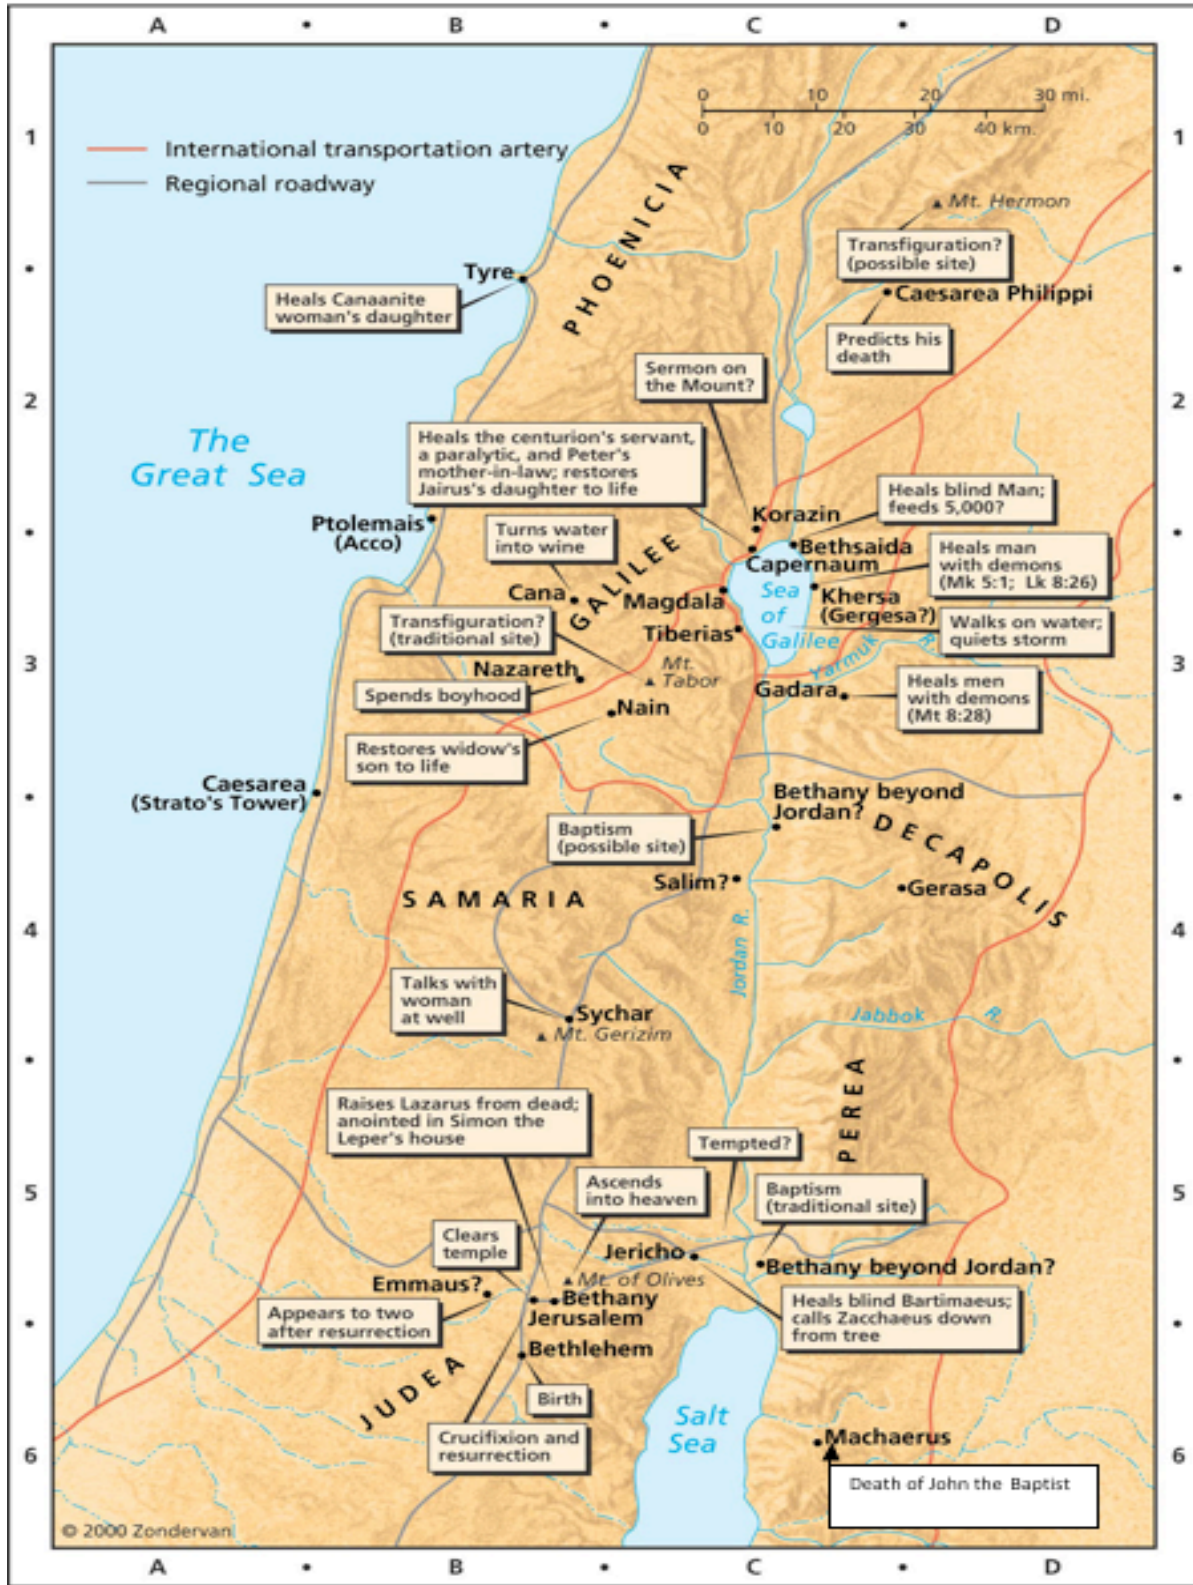 A • B • C • D
0 10 20 30 mi.
0 10 20 30 40 km.
1 1
International transportation artery
Regional roadway
PHOENICIA
Mt. Hermon
Transfiguration?
(possible site)
•
•
Tyre
Caesarea Philippi
Heals Canaanite
woman's daughter
Predicts his
death
Sermon on
the Mount?
2 2
The
Great Sea
Heals the centurion's servant,
a paralytic, and Peter's
mother-in-law; restores
Jairus's daughter to life
Heals blind Man;
feeds 5,000?
Ptolemais
(Acco)
Turns water
into wine
Korazin
Bethsaida
Capernaum
Heals man
with demons
(Mk 5:1; Lk 8:26)
•
•
GALILEE
Cana
Magdala
Sea
of
Galilee
Khersa
(Gergesa?)
Transfiguration?
(traditional site)
Tiberias
Walks on water;
quiets storm
Yarmuk R.
3 3
Nazareth
Mt.
Tabor
Spends boyhood
Gadara
Heals men
with demons
(Mt 8:28)
Nain
Restores widow's
son to life
Caesarea
(Strato's Tower)
•
•
Bethany beyond
Jordan?
DECAPOLIS
Baptism
(possible site)
Salim?
Gerasa
SAMARIA
4 4
Jordan R.
Talks with
woman
at well
Sychar
Mt. Gerizim
Jabbok R.
•
•
PEREA
Raises Lazarus from dead;
anointed in Simon the
Leper's house
Tempted?
Ascends
into heaven
Baptism
(traditional site)
5 5
Clears
temple
Jericho
Bethany beyond Jordan?
Emmaus?
Mt. of Olives
Appears to two
after resurrection
Bethany
Jerusalem
Heals blind Bartimaeus;
calls Zacchaeus down
from tree
•
•
Bethlehem
JUDEA
Birth
Salt
Sea
Crucifixion and
resurrection
Machaerus
6 6
Death of John the Baptist
© 2000 Zondervan
A • B • C • D